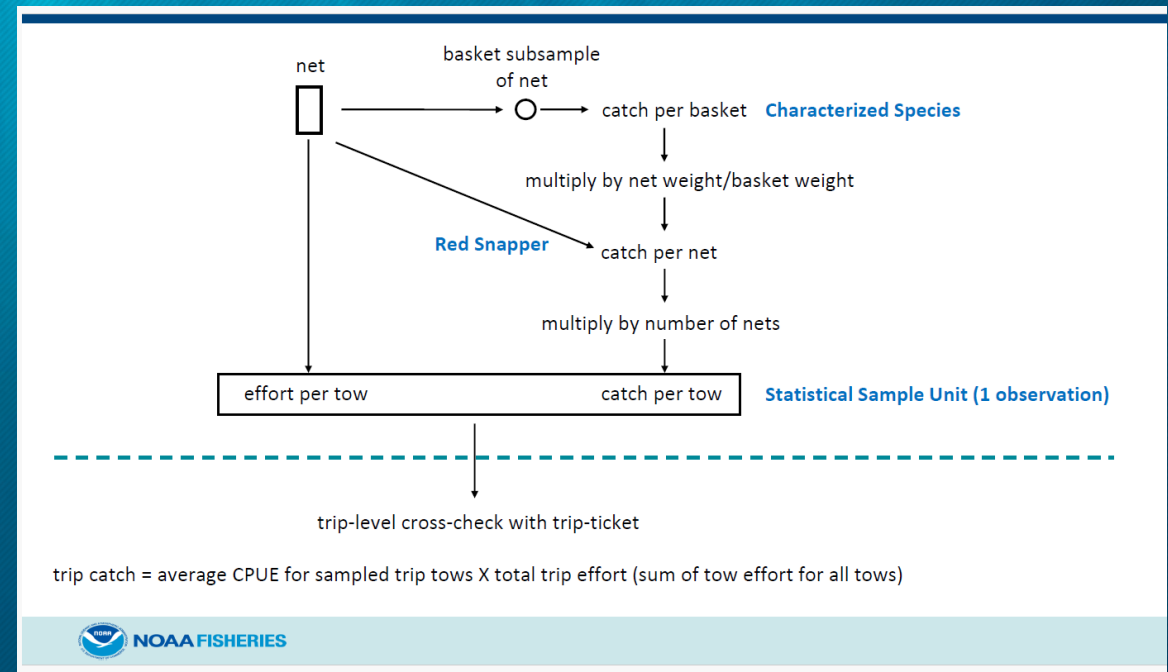 net
basket subsample
of net
catch per basket Characterized Species
multiply by net weight/basket weight
Red Snapper
catch per net
multiply by number of nets
effort per tow catch per tow Statistical Sample Unit (1 observation)
trip-level cross-check with trip-ticket
trip catch = average CPUE for sampled trip tows X total trip effort (sum of tow effort for all tows)
NOAA
NOAA FISHERIES